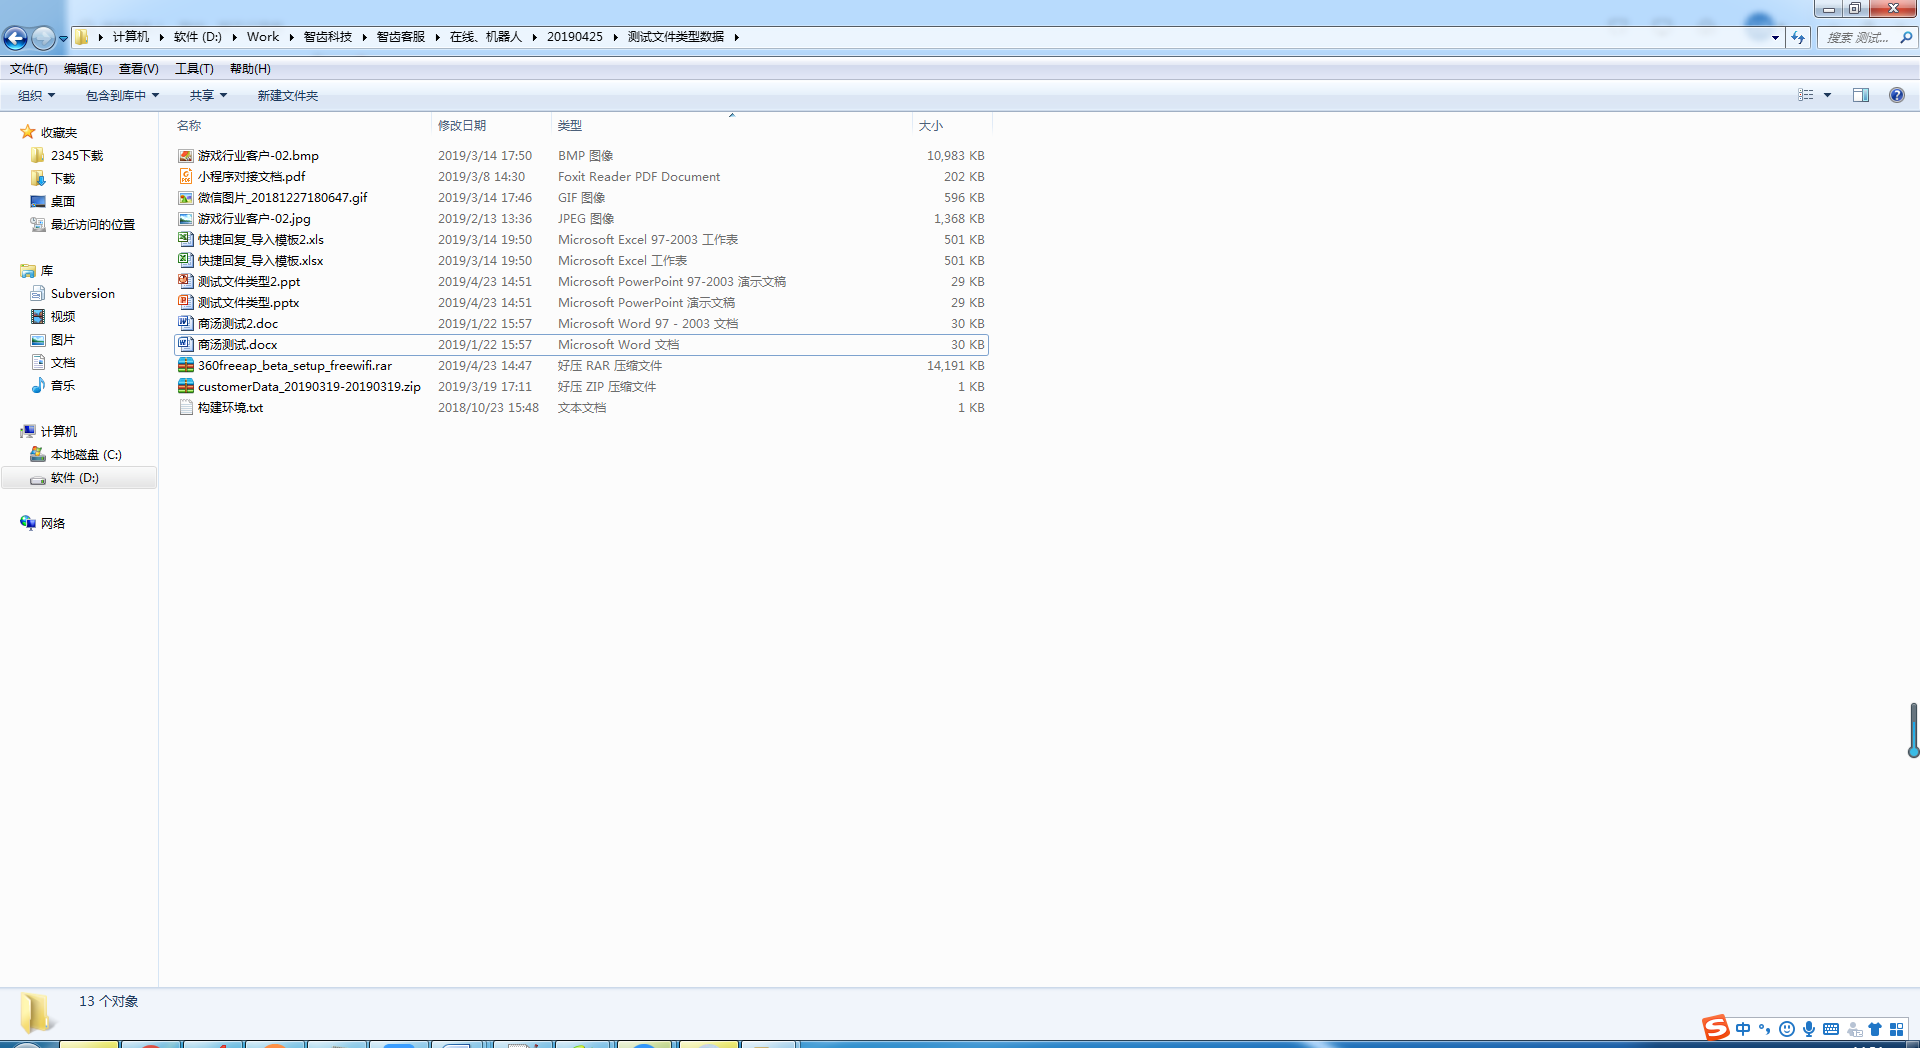 计算机 软件 (D:) Work 智齿科技 智齿客服 在线、机器人 20190425 测试文件类型数据 搜索 测试...
文件(F) 编辑(E) 查看(V) 工具(T) 帮助(H)
组织 包含到库中 共享 新建文件夹
收藏夹
2345下载
下载
桌面
最近访问的位置
库
Subversion
视频
图片
文档
音乐
计算机
本地磁盘 (C:)
软件 (D:)
网络
名称 修改日期 类型 大小
游戏行业客户-02.bmp 2019/3/14 17:50 BMP 图像 10,983 KB
小程序对接文档.pdf 2019/3/8 14:30 Foxit Reader PDF Document 202 KB
微信图片_20181227180647.gif 2019/3/14 17:46 GIF 图像 596 KB
游戏行业客户-02.jpg 2019/2/13 13:36 JPEG 图像 1,368 KB
快捷回复_导入模板2.xls 2019/3/14 19:50 Microsoft Excel 97-2003 工作表 501 KB
快捷回复_导入模板.xlsx 2019/3/14 19:50 Microsoft Excel 工作表 501 KB
测试文件类型2.ppt 2019/4/23 14:51 Microsoft PowerPoint 97-2003 演示文稿 29 KB
测试文件类型.pptx 2019/4/23 14:51 Microsoft PowerPoint 演示文稿 29 KB
商汤测试2.doc 2019/1/22 15:57 Microsoft Word 97 - 2003 文档 30 KB
商汤测试.docx 2019/1/22 15:57 Microsoft Word 文档 30 KB
360freeap_beta_setup_freewifi.rar 2019/4/23 14:47 好压 RAR 压缩文件 14,191 KB
customerData_20190319-20190319.zip 2019/3/19 17:11 好压 ZIP 压缩文件 1 KB
构建环境.txt 2018/10/23 15:48 文本文档 1 KB
13 个对象
中